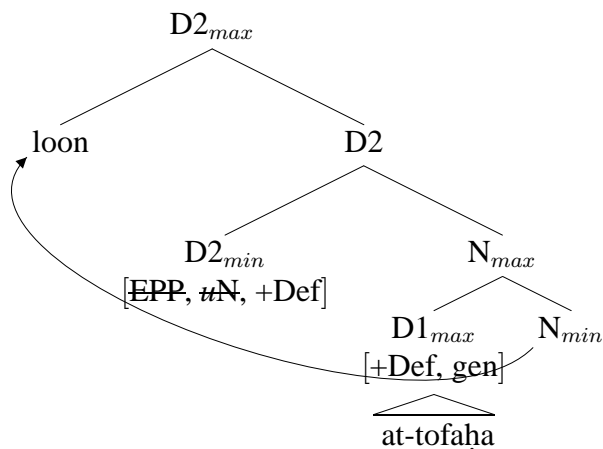 D2max
loon D2
D2min Nmax
[EPP, uN, +Def]
D1max Nmin
[+Def, gen]
at-tofaḥa